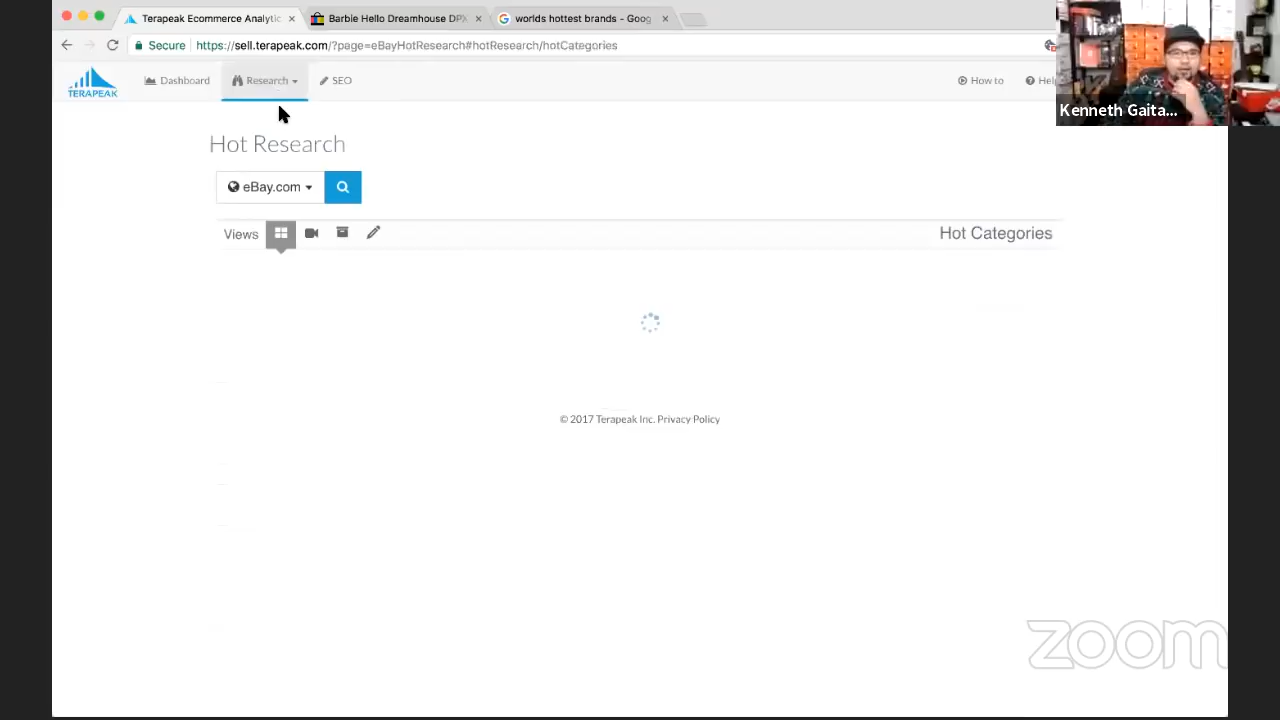 Terapeak Ecommerce Analytic
Barbie Hello Dreamhouse DPX
worlds hottest brands - Goog
Secure
https://sell.terapeak.com/?page=eBayHotResearch#hotResearch/hotCategories
TERAPEAK
Dashboard
Research
SEO
How to
Help
Kenneth Gaita...
Hot Research
eBay.com
Views
Hot Categories
© 2017 Terapeak Inc. Privacy Policy
zoom